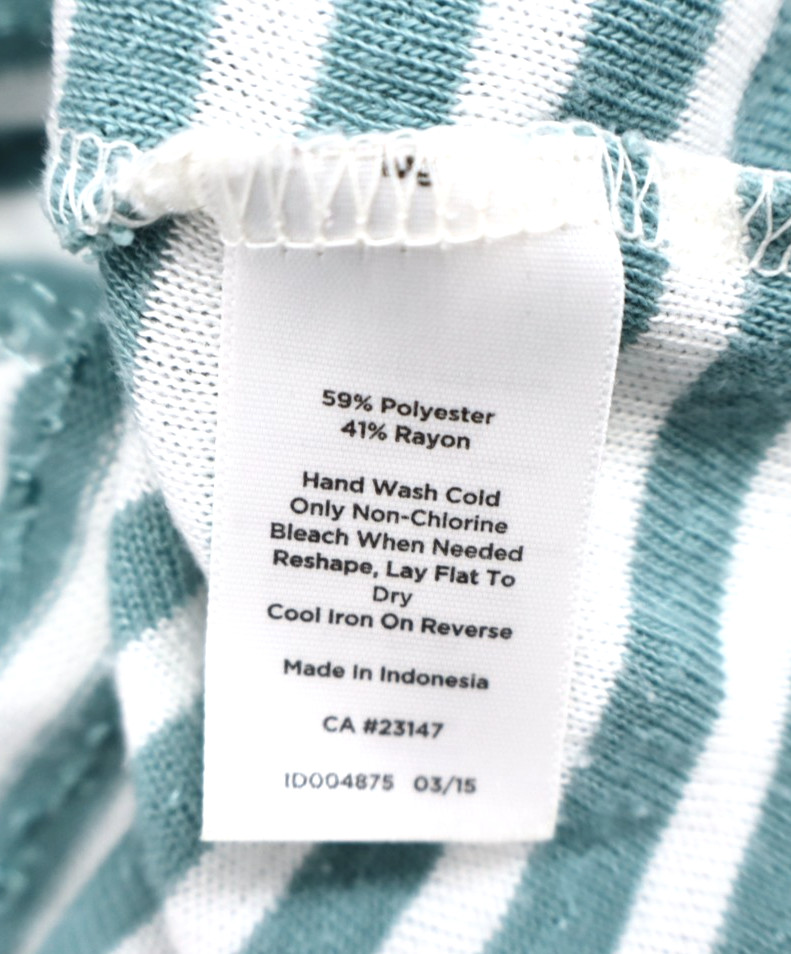 59% Polyester
41% Rayon
Hand Wash Cold
Only Non-Chlorine
Bleach When Needed
Reshape, Lay Flat To
Dry
Cool Iron On Reverse
Made In Indonesia
CA #23147
ID004875 03/15